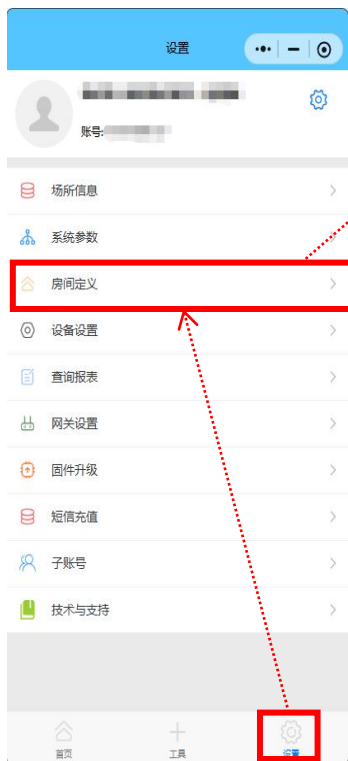 设置
账号:
场所信息
系统参数
房间定义
设备设置
查询报表
网关设置
固件升级
短信充值
子账号
技术与支持
首页
工具
设置